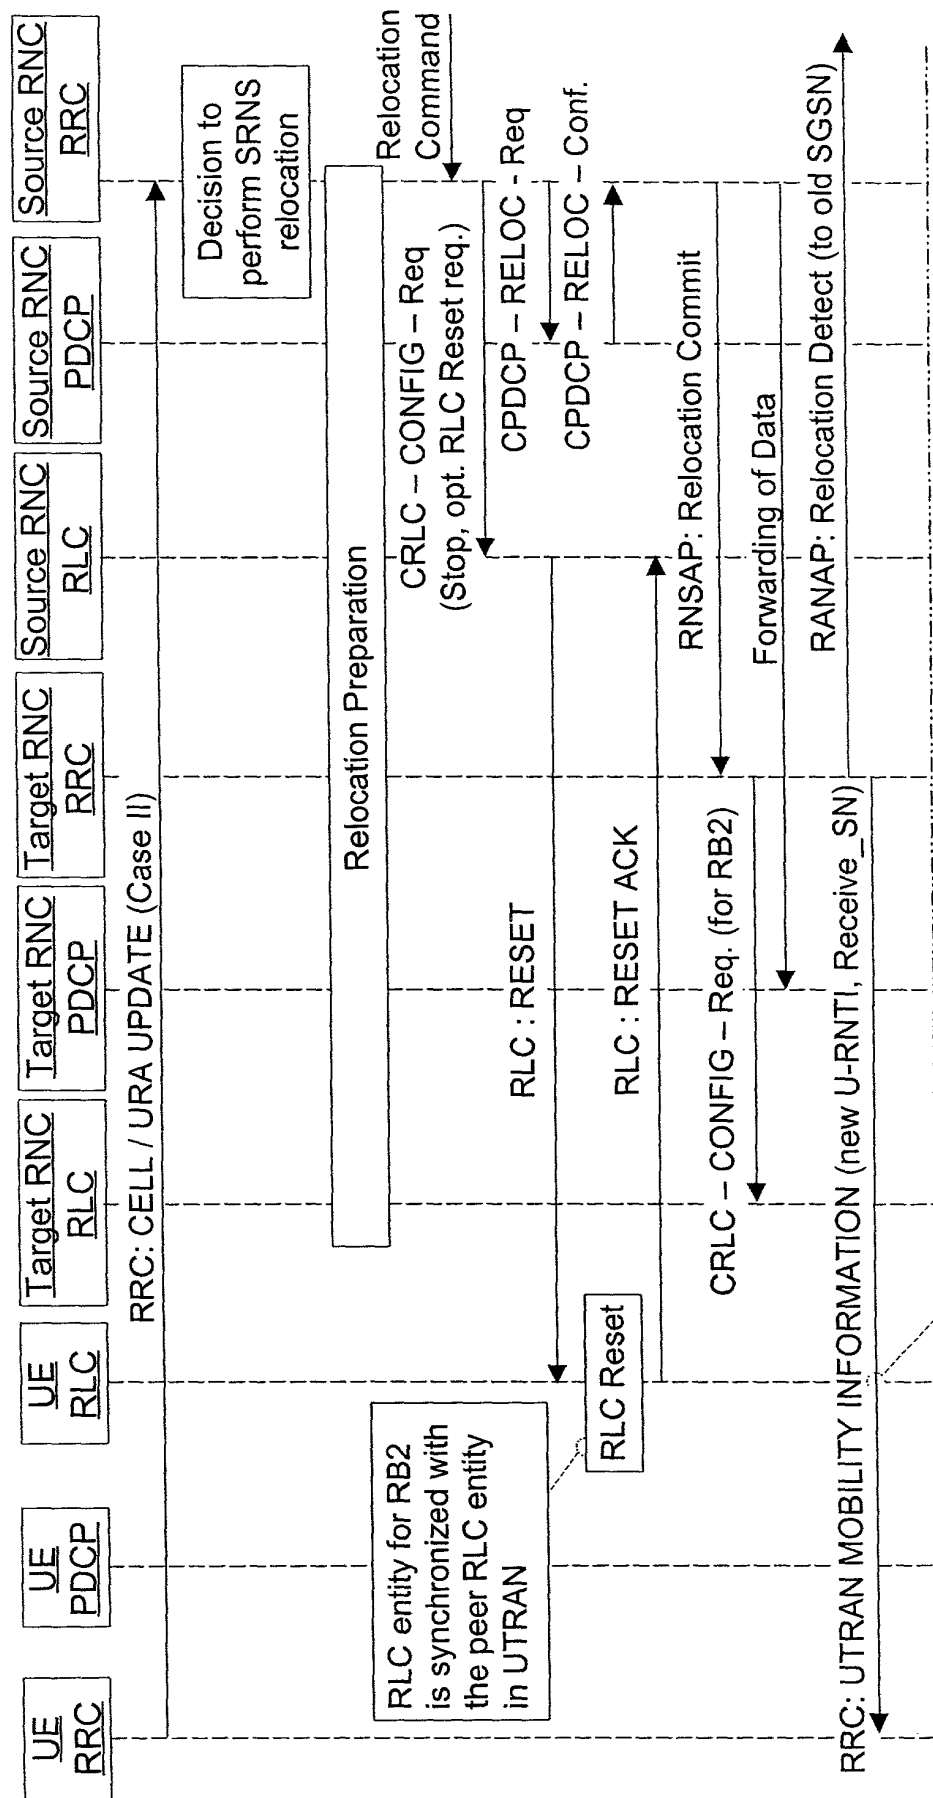 UE
RRC
UE
PDCP
UE
RLC
Target RNC
RLC
Target RNC
PDCP
Target RNC
RRC
Source RNC
RLC
Source RNC
PDCP
Source RNC
RRC
RRC: CELL / URA UPDATE (Case II)
Decision to
perform SRNS
relocation
Relocation Preparation
Relocation
Command
CRLC – CONFIG – Req
(Stop, opt. RLC Reset req.)
CPDCP – RELOC - Req
RLC : RESET
CPDCP – RELOC – Conf.
RLC entity for RB2
is synchronized with
the peer RLC entity
in UTRAN
RLC Reset
RLC : RESET ACK
RNSAP: Relocation Commit
CRLC – CONFIG – Req. (for RB2)
Forwarding of Data
RANAP: Relocation Detect (to old SGSN)
RRC: UTRAN MOBILITY INFORMATION (new U-RNTI, Receive_SN)